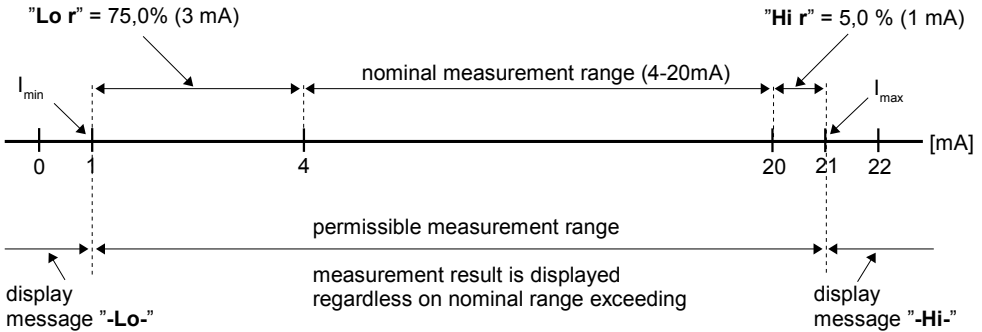 "Lo r" = 75,0% (3 mA)
"Hi r" = 5,0 % (1 mA)
nominal measurement range (4-20mA)
Imin
Imax
[mA]
0 1 4 20 21 22
permissible measurement range
measurement result is displayed
regardless on nominal range exceeding
display
message "-Lo-"
display
message "-Hi-"